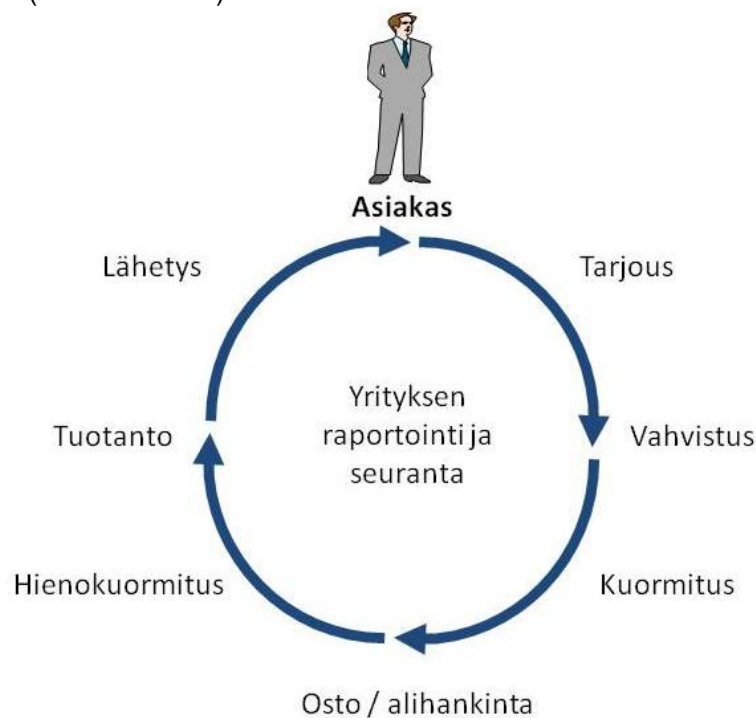 Asiakas
Lähetys
Tarjous
Yrityksen
raportointi ja
seuranta
Tuotanto
Vahvistus
Hienokuormitus
Kuormitus
Osto / alihankinta